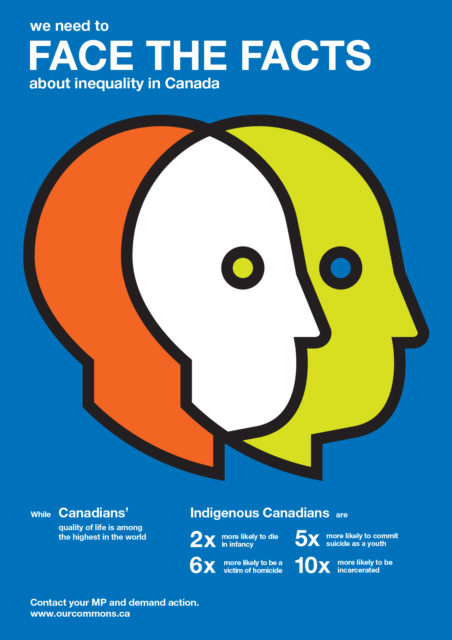 we need to
FACE THE FACTS
about inequality in Canada
While Canadians’
quality of life is among
the highest in the world
Indigenous Canadians are
2x more likely to die
in infancy
5x more likely to commit
suicide as a youth
6x more likely to be a
victim of homicide
10x more likely to be
incarcerated
Contact your MP and demand action.
www.ourcommons.ca